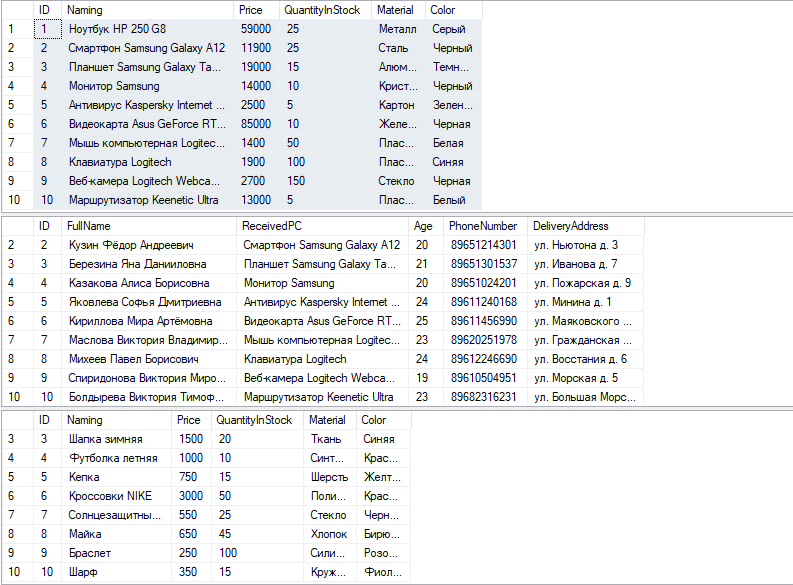 ID Naming Price QuantityInStock Material Color
1 1 Ноутбук HP 250 G8 59000 25 Металл Серый
2 2 Смартфон Samsung Galaxy A12 11900 25 Сталь Черный
3 3 Планшет Samsung Galaxy Ta... 19000 15 Алюм... Темн...
4 4 Монитор Samsung 14000 10 Крист... Черный
5 5 Антивирус Kaspersky Internet ... 2500 5 Картон Зелен...
6 6 Видеокарта Asus GeForce RT... 85000 10 Желе... Черная
7 7 Мышь компьютерная Logitec... 1400 50 Плас... Белая
8 8 Клавиатура Logitech 1900 100 Плас... Синяя
9 9 Веб-камера Logitech Webca... 2700 150 Стекло Черная
10 10 Маршрутизатор Keenetic Ultra 13000 5 Плас... Белый
ID FullName ReceivedPC Age PhoneNumber DeliveryAddress
2 2 Кузин Фёдор Андреевич Смартфон Samsung Galaxy A12 20 89651214301 ул. Ньютона д. 3
3 3 Березина Яна Данииловна Планшет Samsung Galaxy Ta... 21 89651301537 ул. Иванова д. 7
4 4 Казакова Алиса Борисовна Монитор Samsung 20 89651024201 ул. Пожарская д. 9
5 5 Яковлева Софья Дмитриевна Антивирус Kaspersky Internet ... 24 89611240168 ул. Минина д. 1
6 6 Кириллова Мира Артёмовна Видеокарта Asus GeForce RT... 25 89611456990 ул. Маяковского ...
7 7 Маслова Виктория Владимир... Мышь компьютерная Logitec... 23 89620251978 ул. Гражданская ...
8 8 Михеев Павел Борисович Клавиатура Logitech 24 89612246690 ул. Восстания д. 6
9 9 Спиридонова Виктория Миро... Веб-камера Logitech Webca... 19 89610504951 ул. Морская д. 5
10 10 Болдырева Виктория Тимоф... Маршрутизатор Keenetic Ultra 23 89682316231 ул. Большая Морс...
ID Naming Price QuantityInStock Material Color
3 3 Шапка зимняя 1500 20 Ткань Синяя
4 4 Футболка летняя 1000 10 Синт... Крас...
5 5 Кепка 750 15 Шерсть Желт...
6 6 Кроссовки NIKE 3000 50 Поли... Крас...
7 7 Солнцезащитны... 550 25 Стекло Черн...
8 8 Майка 650 45 Хлопок Бирю...
9 9 Браслет 250 100 Сили... Розо...
10 10 Шарф 350 15 Круж... Фиол...